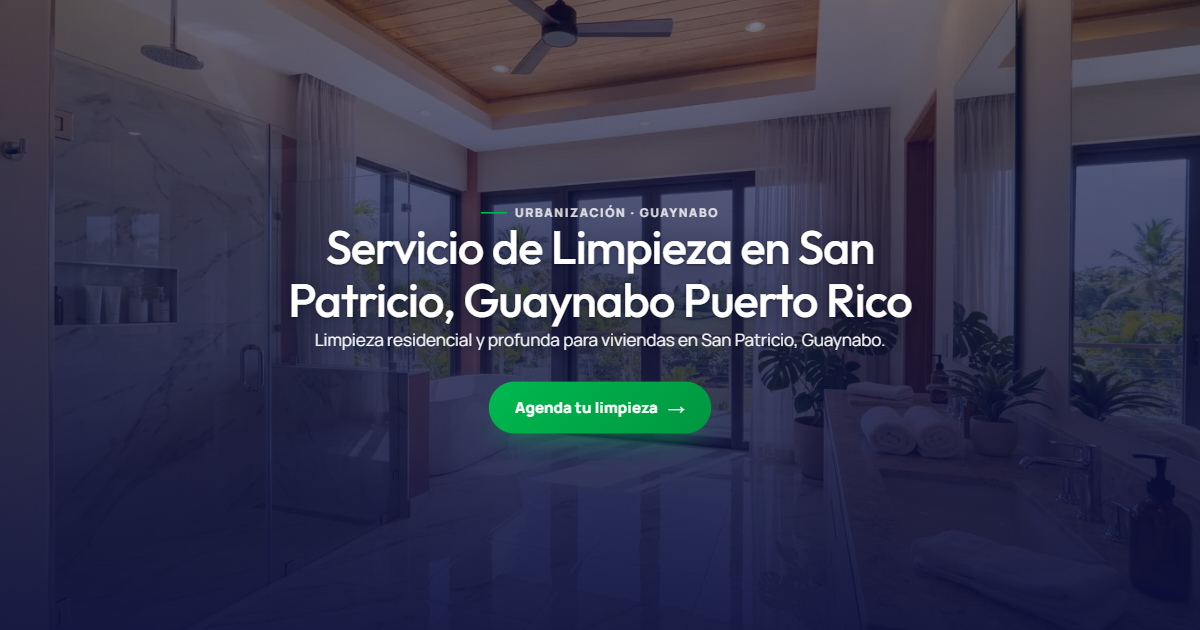 URBANIZACIÓN · GUAYNABO
Servicio de Limpieza en San
Patricio, Guaynabo Puerto Rico
Limpieza residencial y profunda para viviendas en San Patricio, Guaynabo.
Agenda tu limpieza →